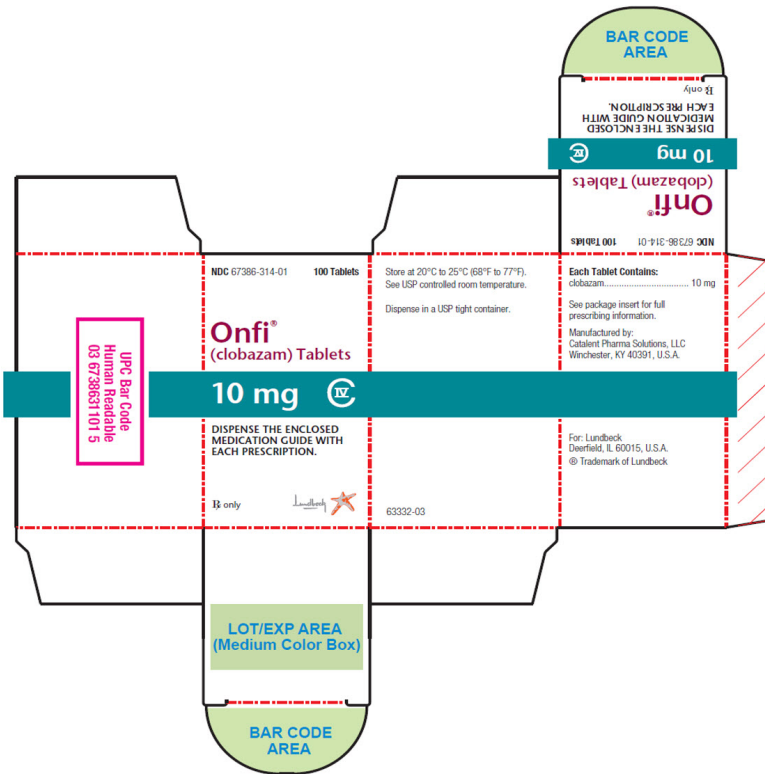 BAR CODE
AREA
℞ only
DISPENSE THE ENCLOSED
MEDICATION GUIDE WITH
EACH PRESCRIPTION.
10 mg CIV
Onfi®
(clobazam) Tablets
NDC 67386-314-01 100 Tablets
UPC Bar Code
Human Readable
03 6738631101 5
NDC 67386-314-01 100 Tablets
Onfi®
(clobazam) Tablets
10 mg CIV
DISPENSE THE ENCLOSED
MEDICATION GUIDE WITH
EACH PRESCRIPTION.
℞ only
Lundbeck
Store at 20°C to 25°C (68°F to 77°F).
See USP controlled room temperature.
Dispense in a USP tight container.
63332-03
Each Tablet Contains:
clobazam................................. 10 mg
See package insert for full
prescribing information.
Manufactured by:
Catalent Pharma Solutions, LLC
Winchester, KY 40391, U.S.A.
For: Lundbeck
Deerfield, IL 60015, U.S.A.
® Trademark of Lundbeck
LOT/EXP AREA
(Medium Color Box)
BAR CODE
AREA